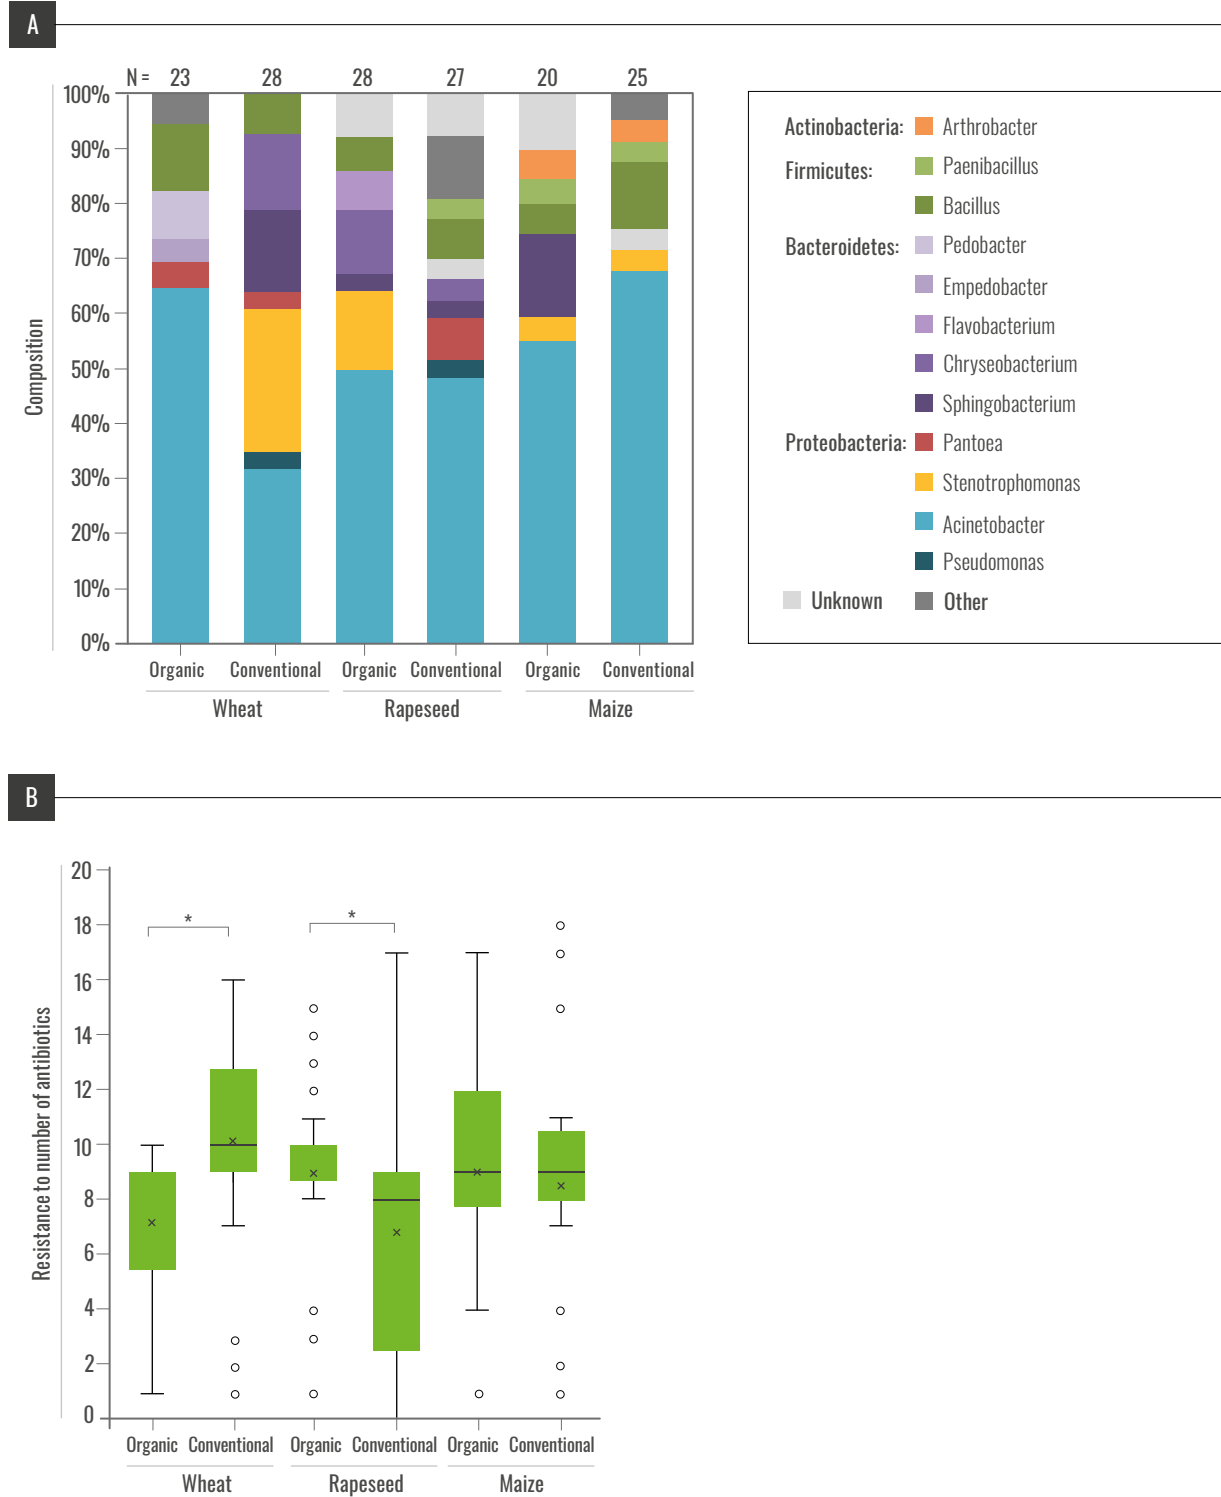 A
N = 23 28 28 27 20 25
100%
90%
80%
70%
60%
50%
40%
30%
20%
10%
0%
Composition
Organic Conventional Organic Conventional Organic Conventional
Wheat Rapeseed Maize
Actinobacteria: Arthrobacter
Firmicutes: Paenibacillus
Bacillus
Bacteroidetes: Pedobacter
Empedobacter
Flavobacterium
Chryseobacterium
Sphingobacterium
Proteobacteria: Pantoea
Stenotrophomonas
Acinetobacter
Pseudomonas
Unknown Other
B
20
18
16
14
12
10
8
6
4
2
0
Resistance to number of antibiotics
* *
Organic Conventional Organic Conventional Organic Conventional
Wheat Rapeseed Maize